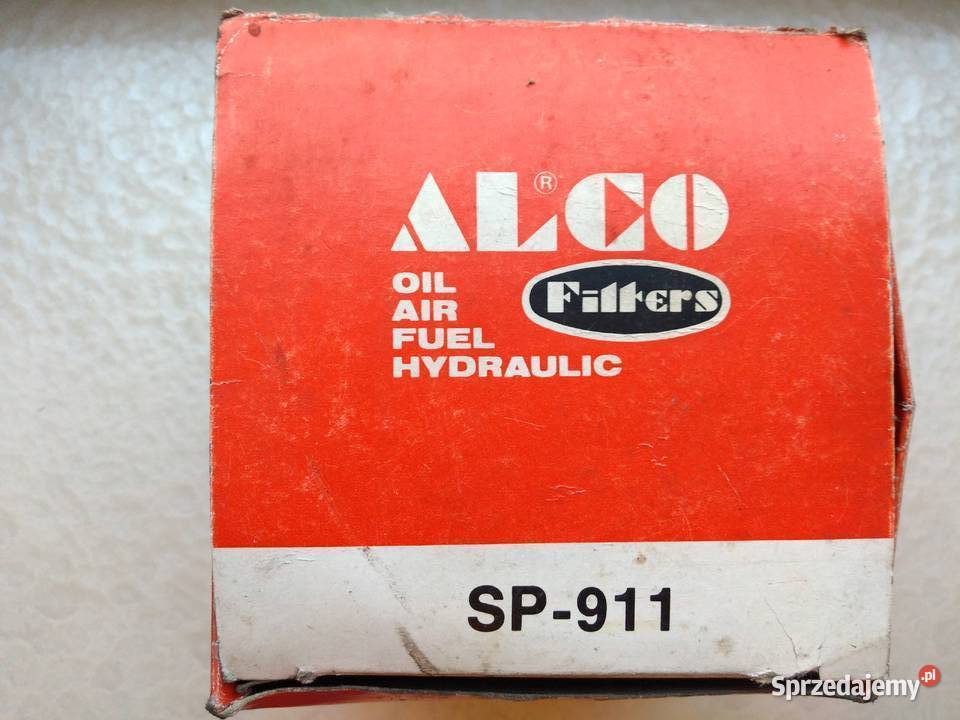 ALCO®
Filters
OIL
AIR
FUEL
HYDRAULIC
SP-911
Sprzedajemy.pl